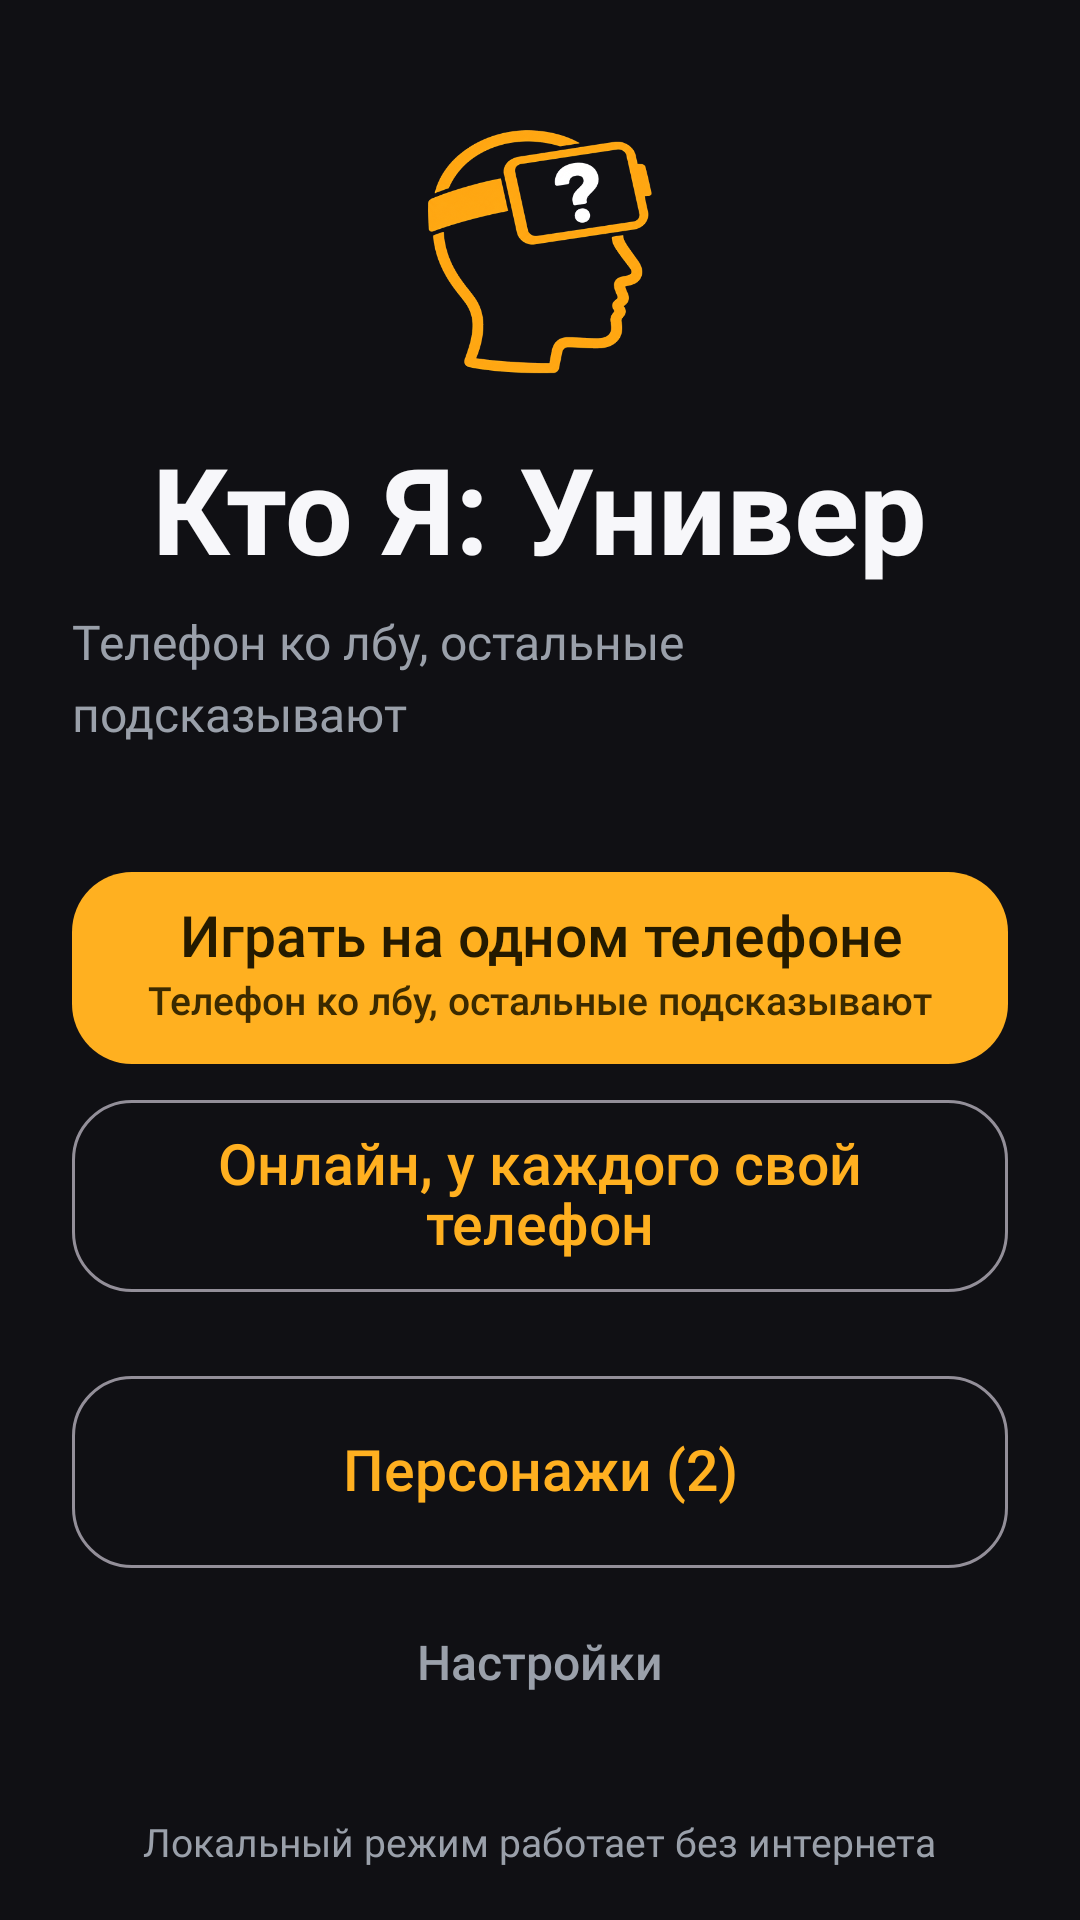 ?
Кто Я: Универ
Телефон ко лбу, остальные
подсказывают
Играть на одном телефоне
Телефон ко лбу, остальные подсказывают
Онлайн, у каждого свой
телефон
Персонажи (2)
Настройки
Локальный режим работает без интернета